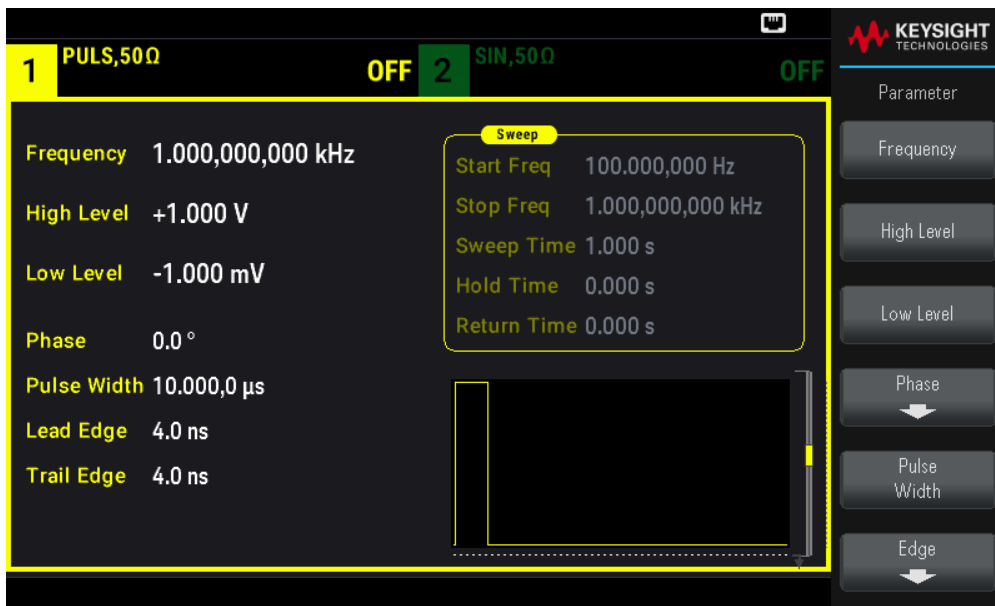 KEYSIGHT
TECHNOLOGIES
1 PULS,50Ω OFF 2 SIN,50Ω OFF
Parameter
Frequency 1.000,000,000 kHz
High Level +1.000 V
Low Level -1.000 mV
Phase 0.0 °
Pulse Width 10.000,0 µs
Lead Edge 4.0 ns
Trail Edge 4.0 ns
Sweep
Start Freq 100.000,000 Hz
Stop Freq 1.000,000,000 kHz
Sweep Time 1.000 s
Hold Time 0.000 s
Return Time 0.000 s
Frequency
High Level
Low Level
Phase
Pulse
Width
Edge